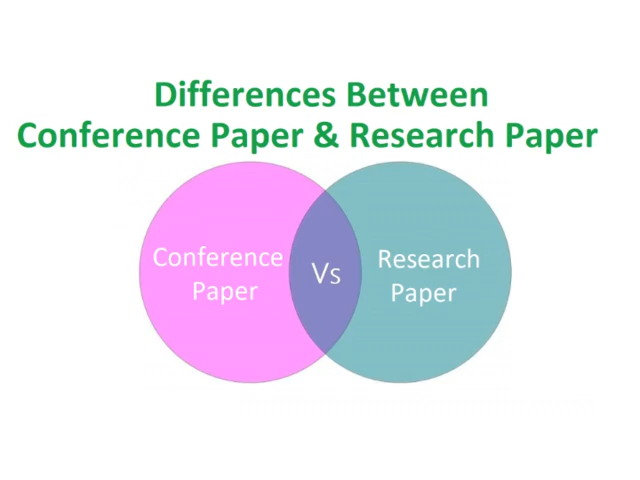 Differences Between
Conference Paper & Research Paper
Conference
Paper
Vs
Research
Paper